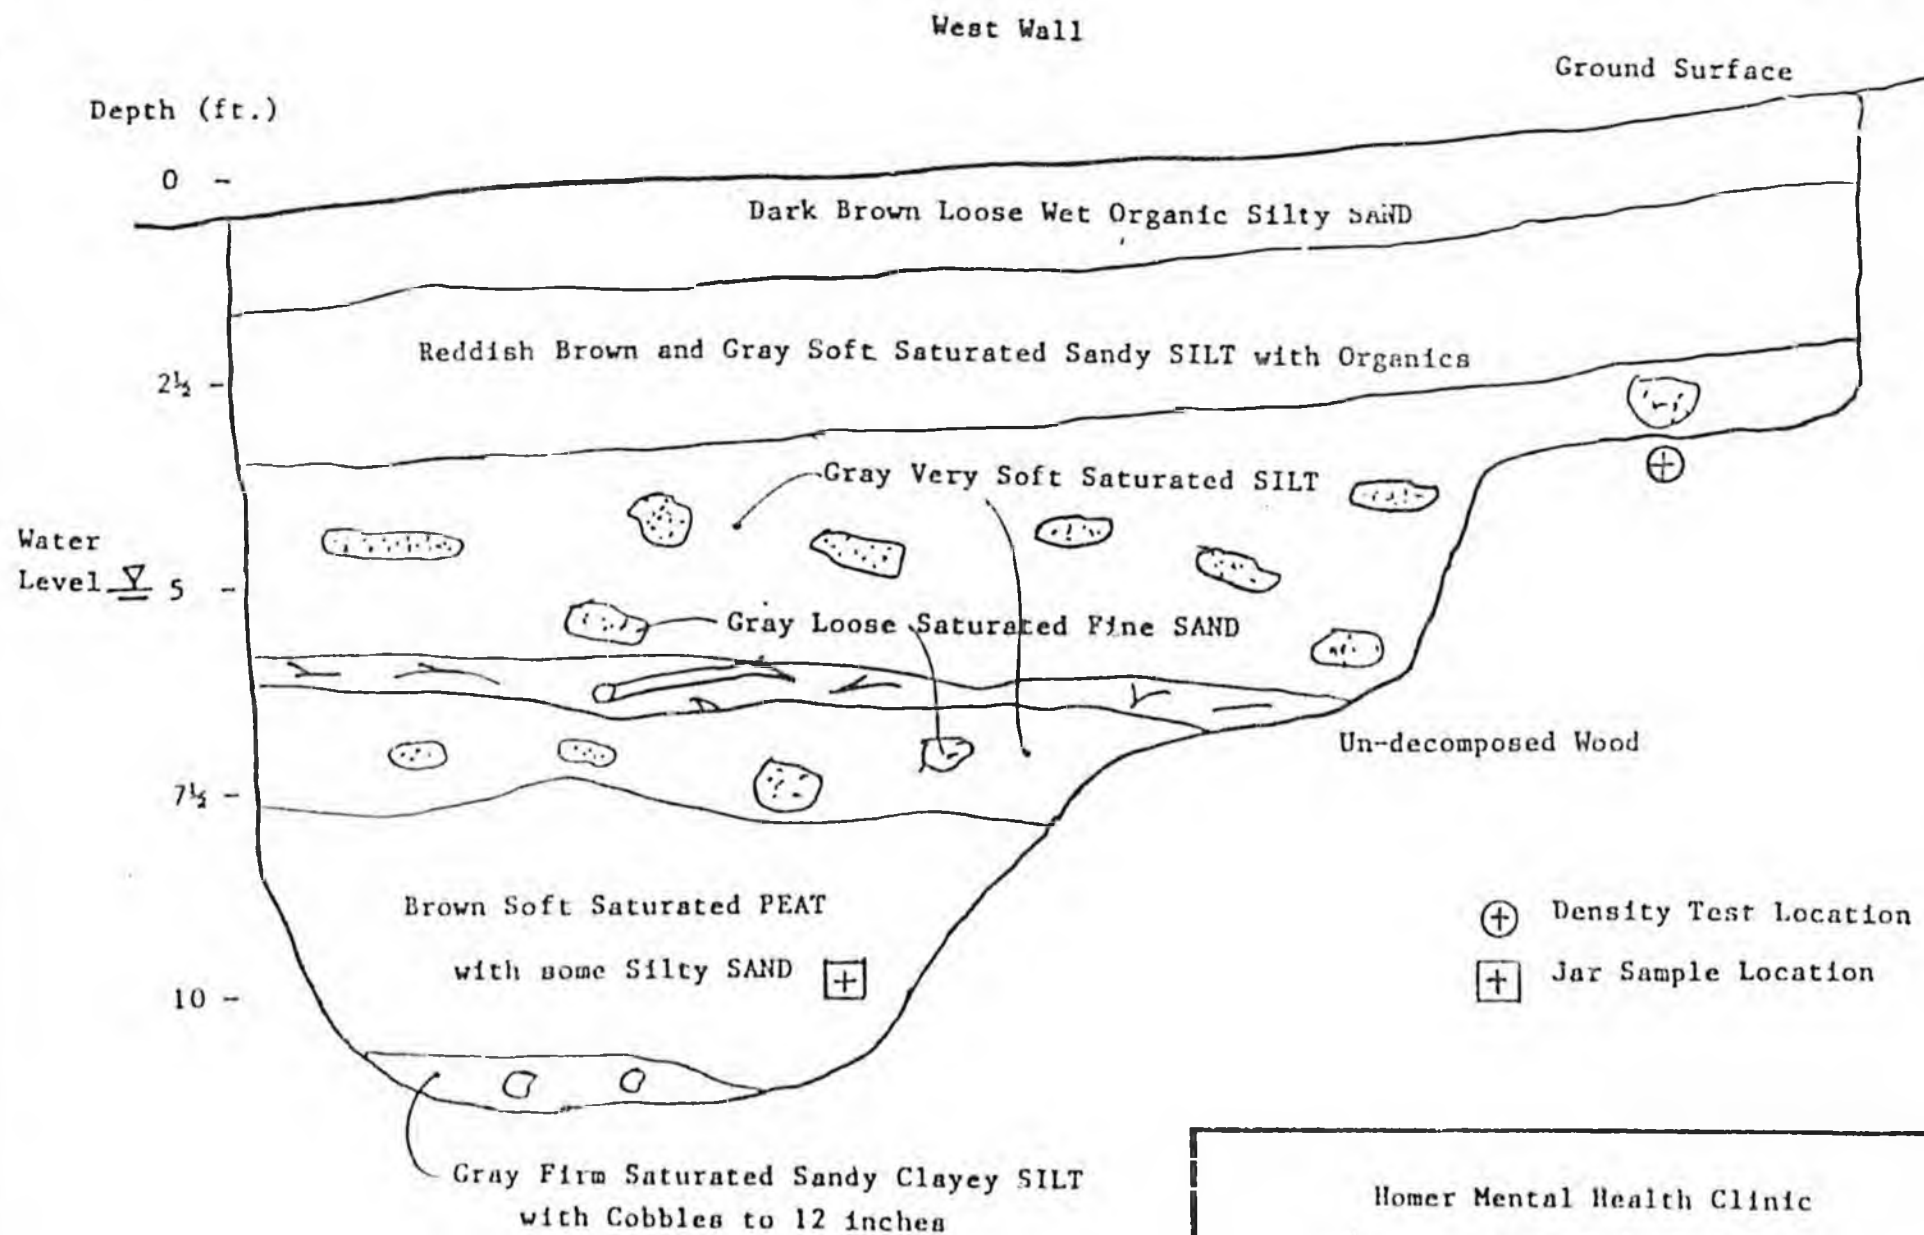 West Wall
Ground Surface
Depth (ft.)
0 -
Dark Brown Loose Wet Organic Silty SAND
Reddish Brown and Gray Soft Saturated Sandy SILT with Organics
2½ -
Gray Very Soft Saturated SILT
Water
Level 5 -
Gray Loose Saturated Fine SAND
Un-decomposed Wood
7½ -
Brown Soft Saturated PEAT
with some Silty SAND
Density Test Location
Jar Sample Location
10 -
Gray Firm Saturated Sandy Clayey SILT
with Cobbles to 12 inches
Homer Mental Health Clinic